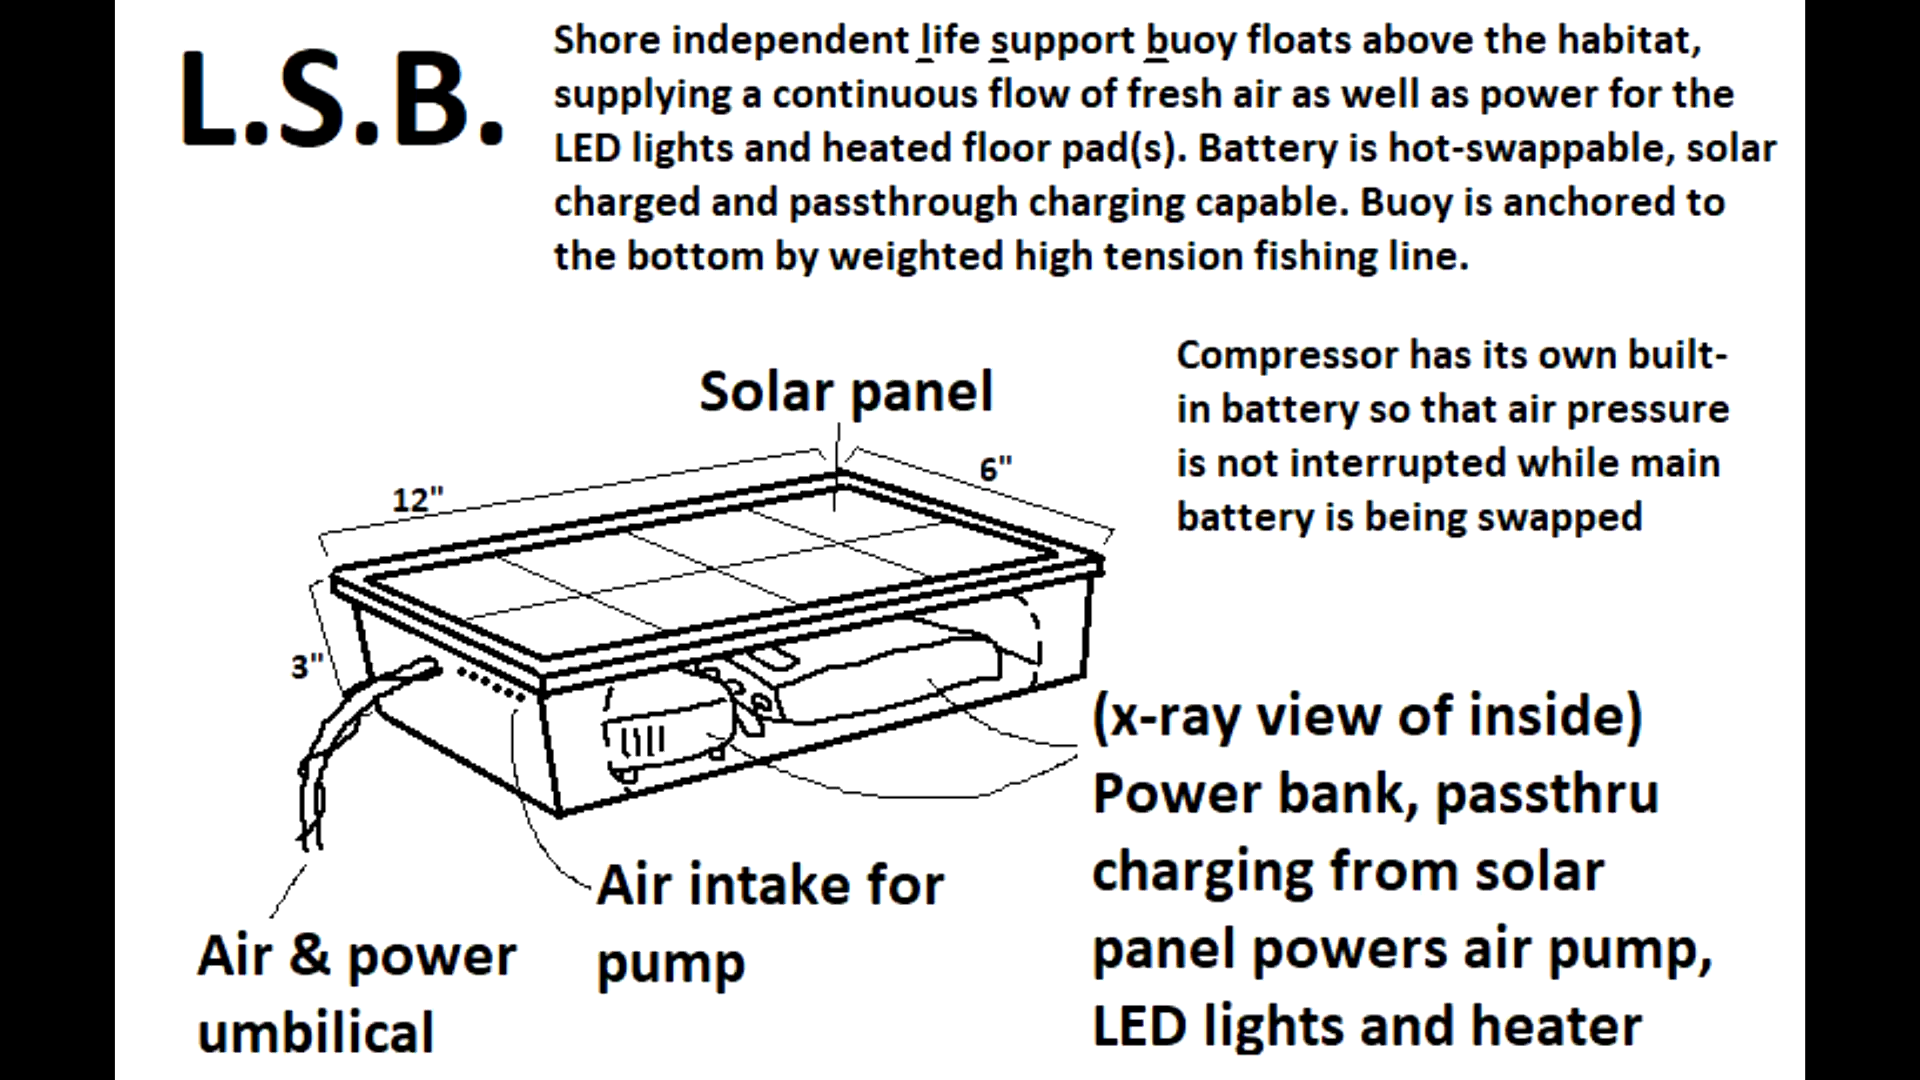 L.S.B.
Shore independent life support buoy floats above the habitat,
supplying a continuous flow of fresh air as well as power for the
LED lights and heated floor pad(s). Battery is hot-swappable, solar
charged and passthrough charging capable. Buoy is anchored to
the bottom by weighted high tension fishing line.
Compressor has its own built-
in battery so that air pressure
is not interrupted while main
battery is being swapped
Solar panel
12"
6"
3"
(x-ray view of inside)
Power bank, passthru
charging from solar
panel powers air pump,
LED lights and heater
Air intake for
pump
Air & power
umbilical